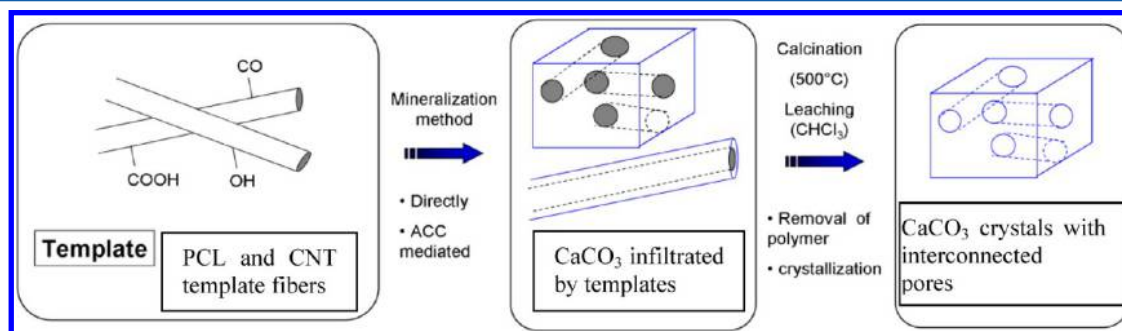 CO
COOH
OH
Template
PCL and CNT
template fibers
Mineralization
method
• Directly
• ACC
mediated
CaCO₃ infiltrated
by templates
Calcination
(500°C)
Leaching
(CHCl₃)
• Removal of
polymer
• crystallization
CaCO₃ crystals with
interconnected
pores